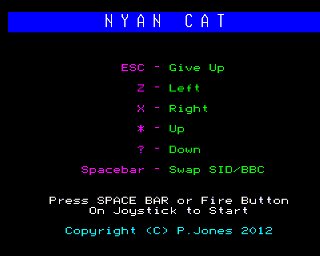 NYAN CAT
ESC - Give Up
Z - Left
X - Right
* - Up
? - Down
Spacebar - Swap SID/BBC
Press SPACE BAR or Fire Button
On Joystick to Start
Copyright (C) P.Jones 2012